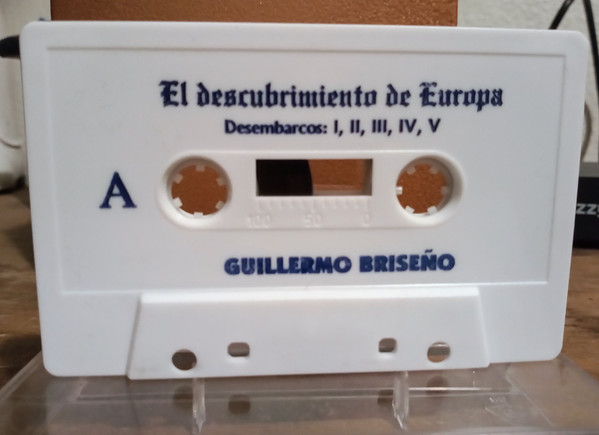 El descubrimiento de Europa
Desembarcos: I, II, III, IV, V
A
100 50 0
GUILLERMO BRISEÑO